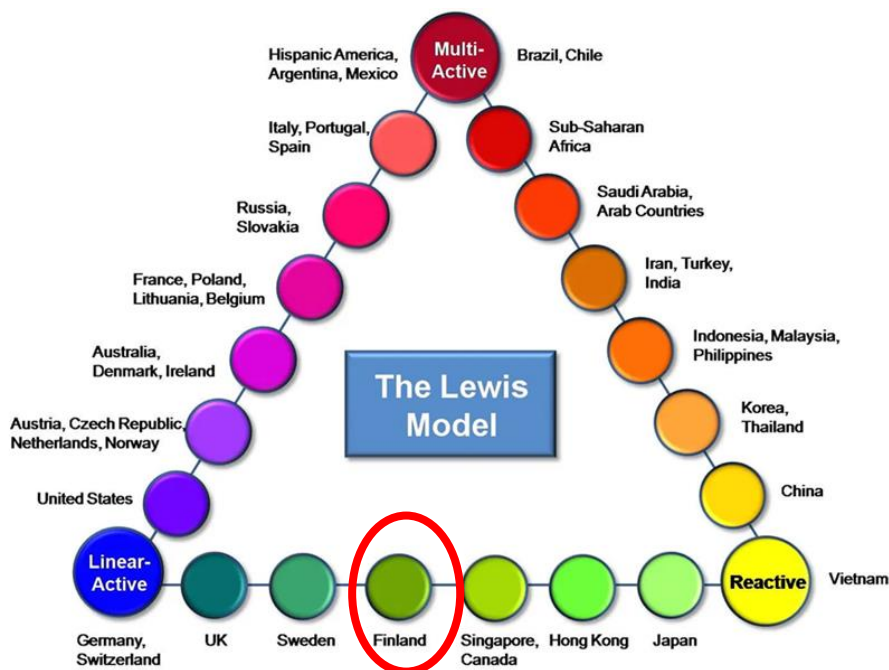 Hispanic America,
Argentina, Mexico
Multi-
Active
Brazil, Chile
Italy, Portugal,
Spain
Sub-Saharan
Africa
Russia,
Slovakia
Saudi Arabia,
Arab Countries
France, Poland,
Lithuania, Belgium
Iran, Turkey,
India
Australia,
Denmark, Ireland
Indonesia, Malaysia,
Philippines
The Lewis
Model
Austria, Czech Republic,
Netherlands, Norway
Korea,
Thailand
United States
China
Linear-
Active
Reactive
Vietnam
Germany,
Switzerland
UK
Sweden
Finland
Singapore,
Canada
Hong Kong
Japan